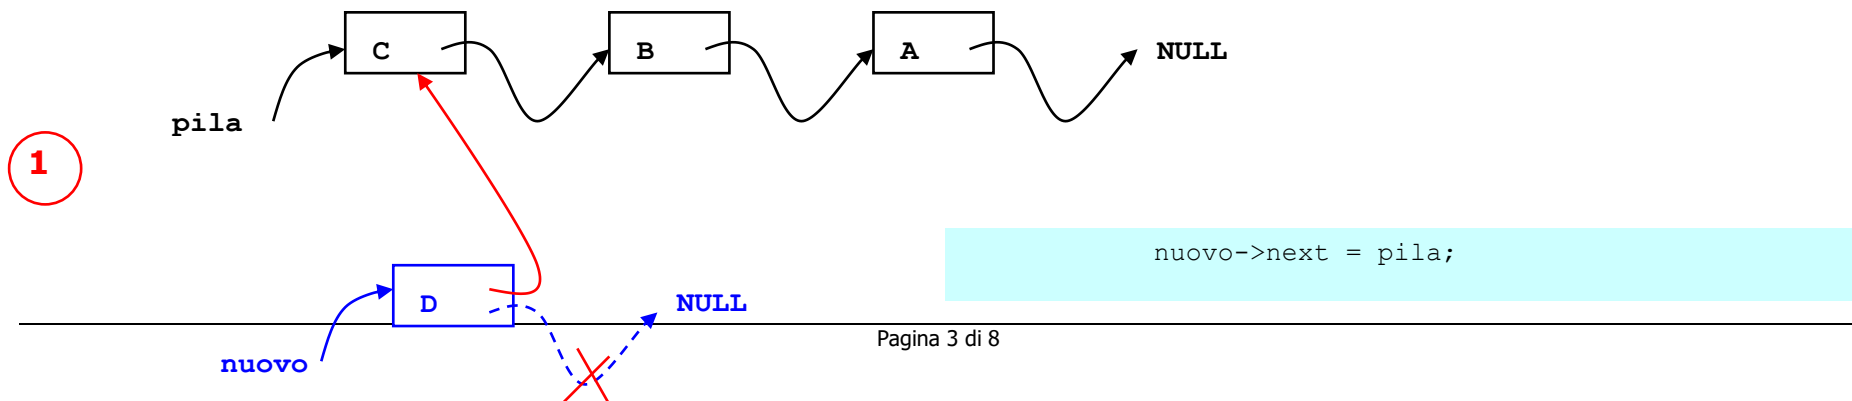 C B A NULL
pila
1
nuovo->next = pila;
D NULL
Pagina 3 di 8
nuovo